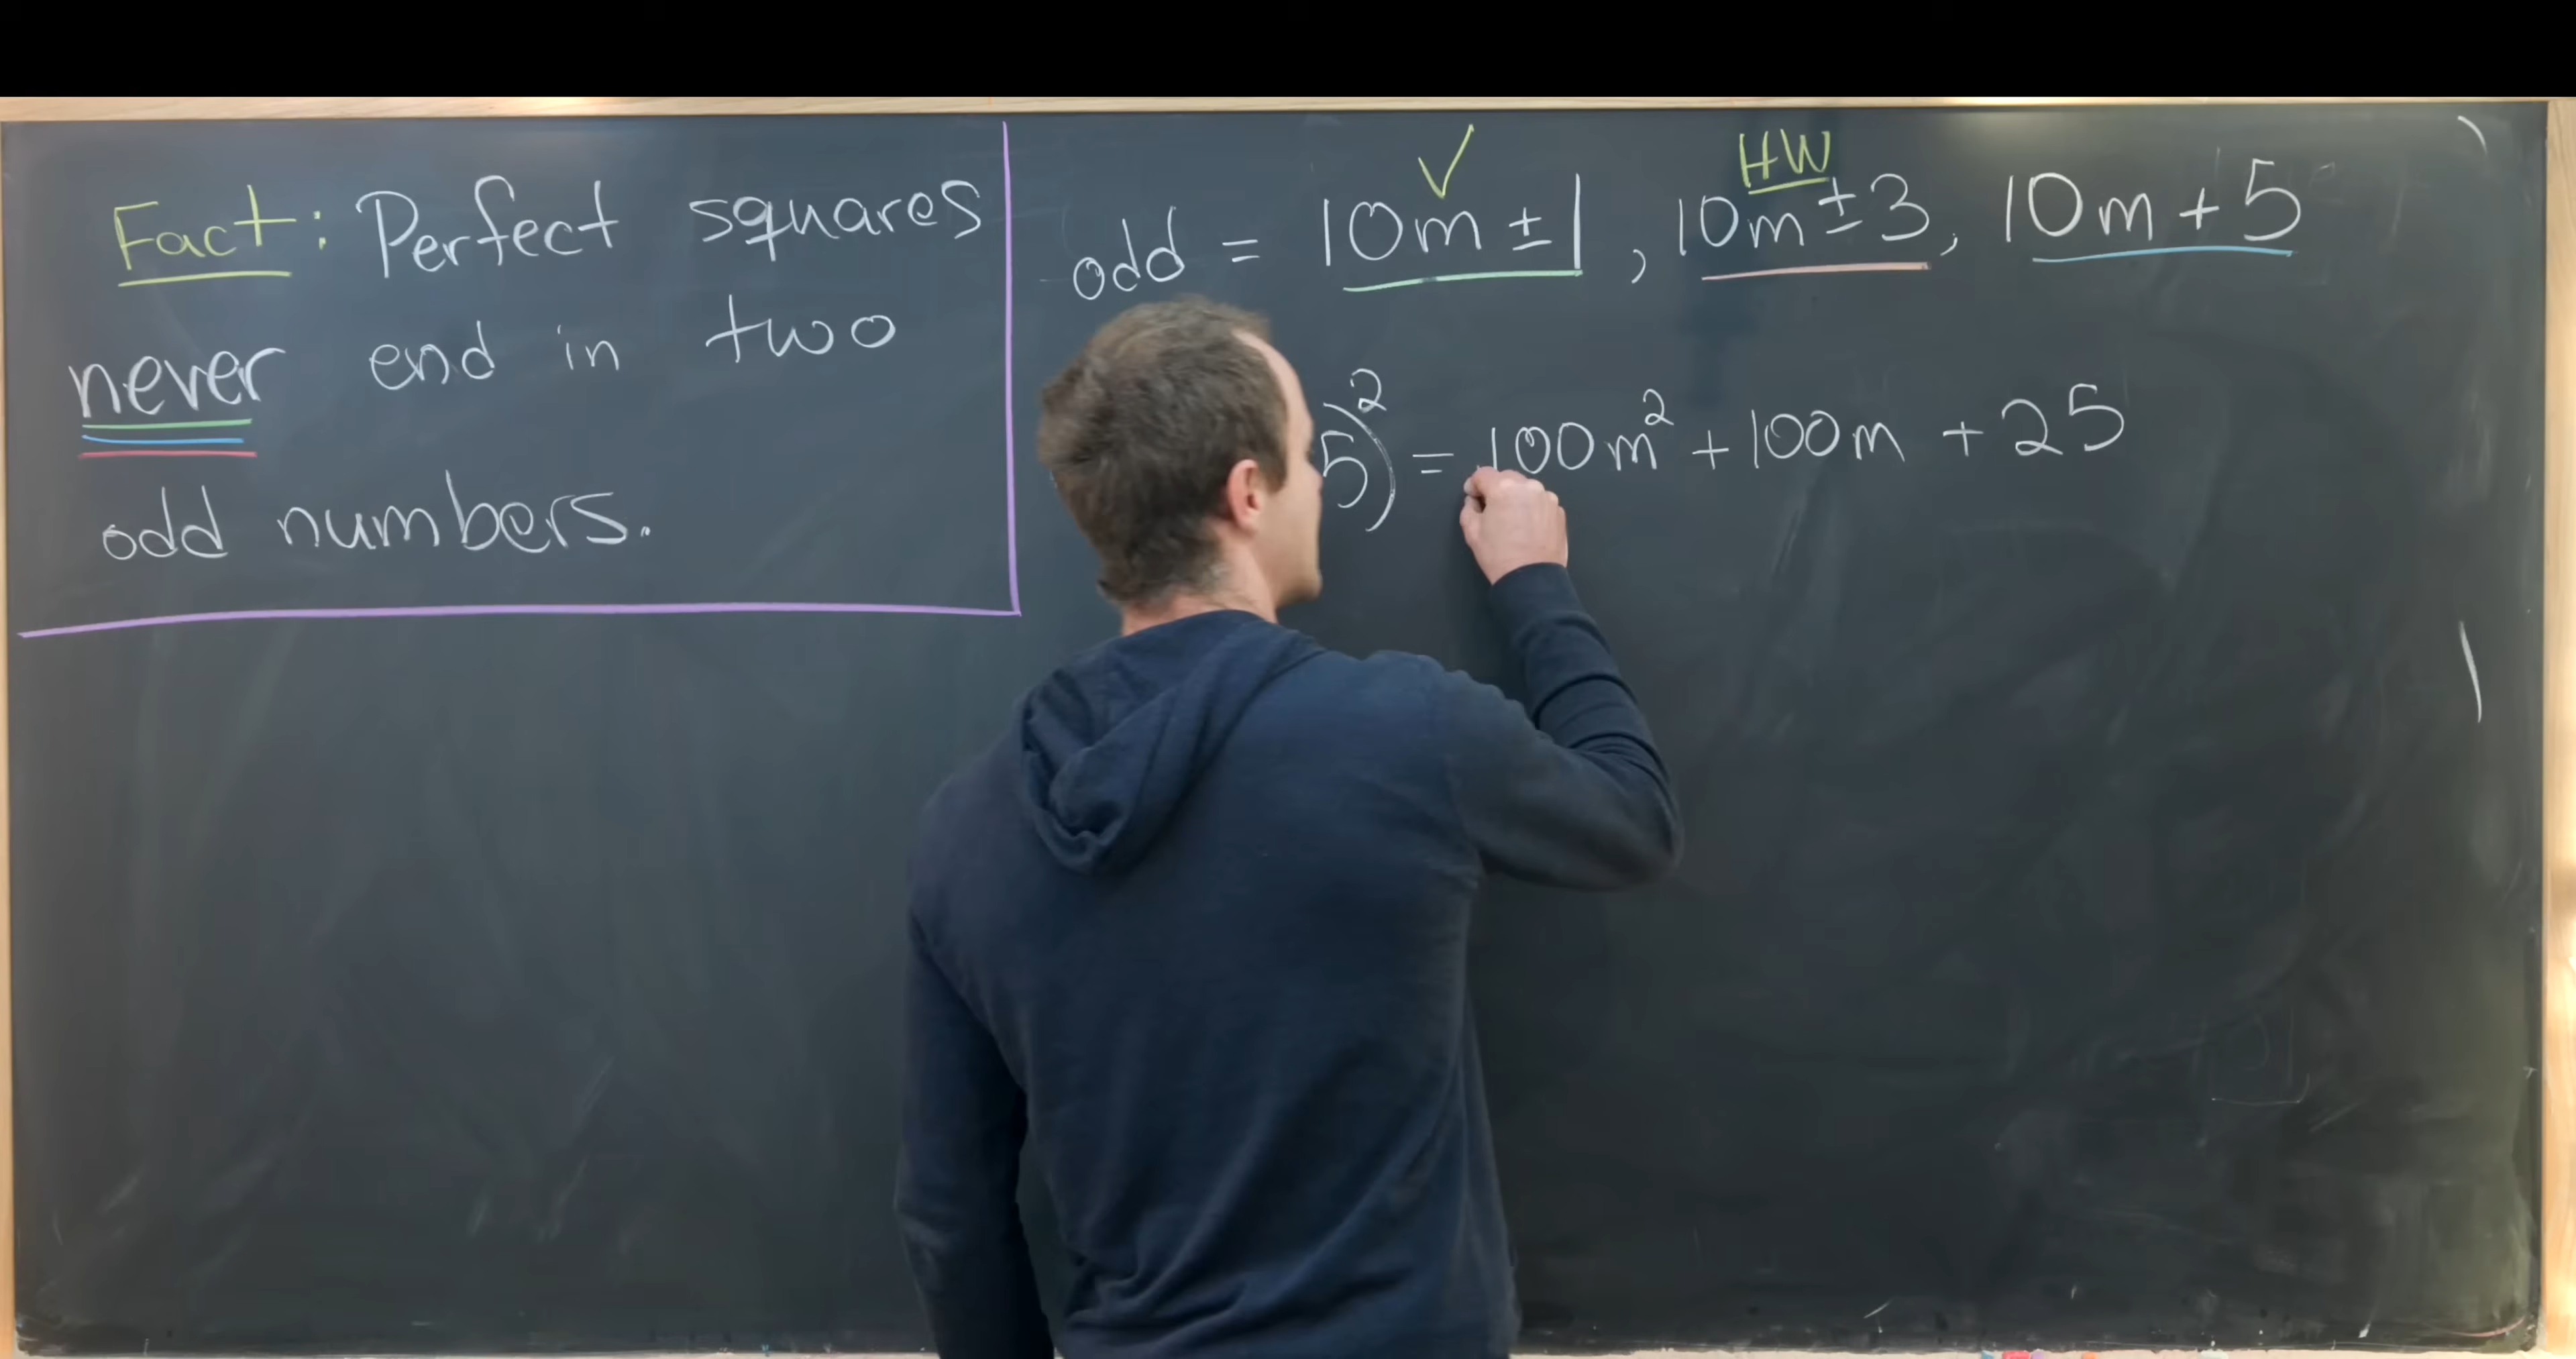 Fact: Perfect squares
never end in two
odd numbers.
✓ HW
odd = 10m ± 1, 10m ± 3, 10m + 5
5)² = 100m² + 100m + 25